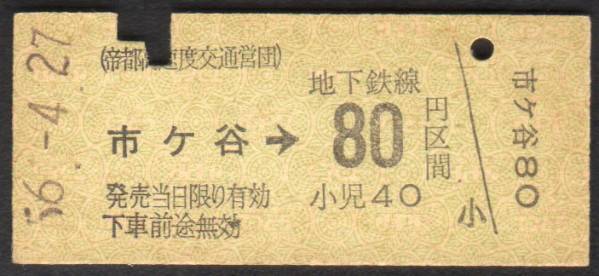 56.-4.27
(帝都高速度交通営団)
地下鉄線
市ケ谷→
80円区間
発売当日限り有効
小児40
下車前途無効
小
市ケ谷80